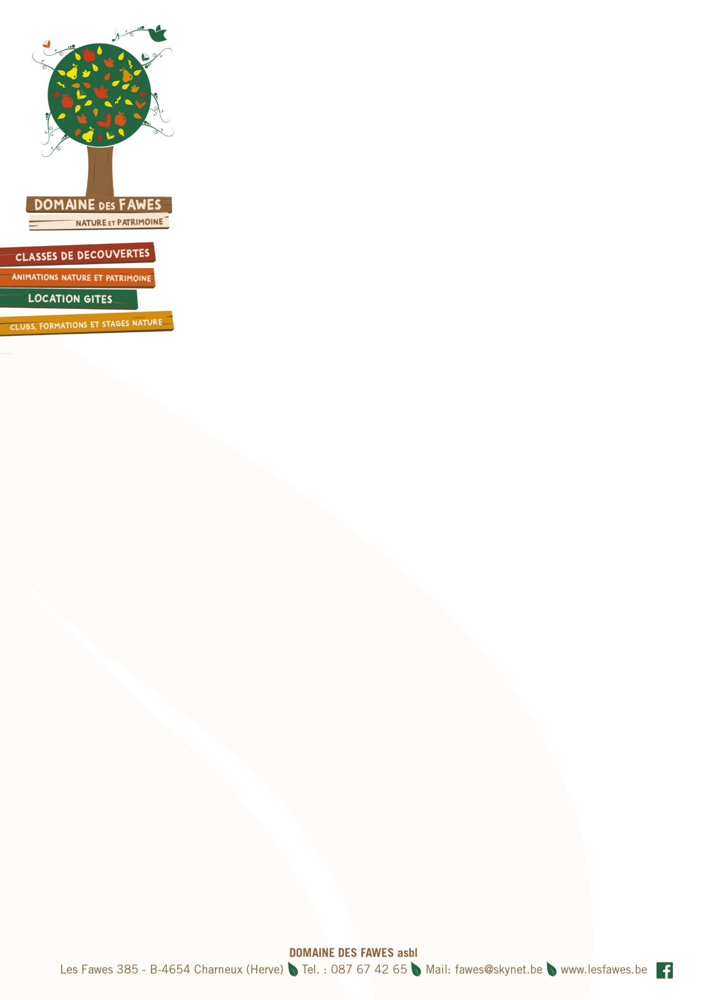 DOMAINE DES FAWES
NATURE ET PATRIMOINE
CLASSES DE DECOUVERTES
ANIMATIONS NATURE ET PATRIMOINE
LOCATION GITES
CLUBS, FORMATIONS ET STAGES NATURE
DOMAINE DES FAWES asbl
Les Fawes 385 - B-4654 Charneux (Herve) Tel. : 087 67 42 65 Mail: fawes@skynet.be www.lesfawes.be